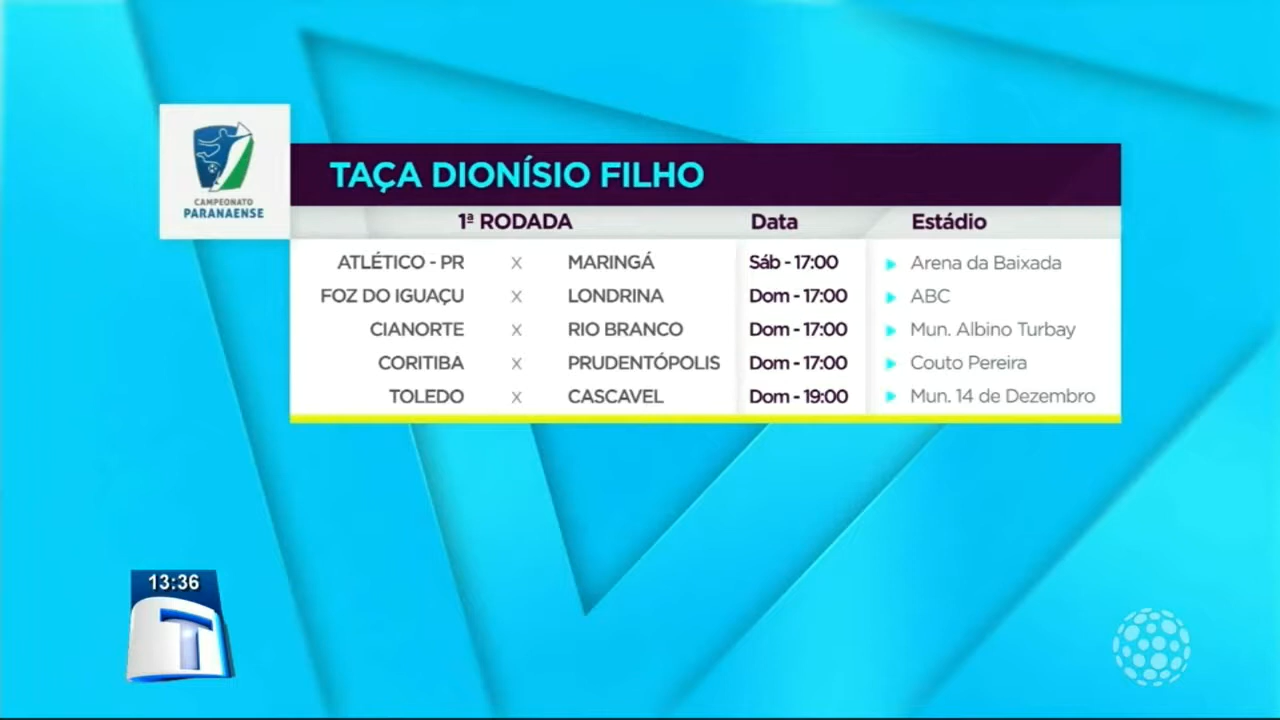 CAMPEONATO
PARANAENSE
TAÇA DIONÍSIO FILHO
1ª RODADA Data Estádio
ATLÉTICO - PR X MARINGÁ Sáb - 17:00 Arena da Baixada
FOZ DO IGUAÇU X LONDRINA Dom - 17:00 ABC
CIANORTE X RIO BRANCO Dom - 17:00 Mun. Albino Turbay
CORITIBA X PRUDENTÓPOLIS Dom - 17:00 Couto Pereira
TOLEDO X CASCAVEL Dom - 19:00 Mun. 14 de Dezembro
13:36
T